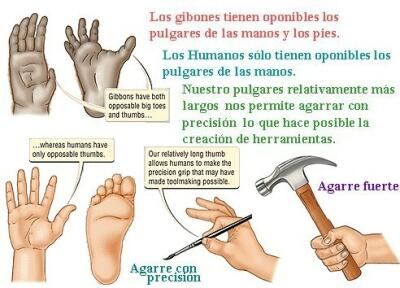 Los gibones tienen oponibles los
pulgares de las manos y los pies.
Los Humanos sólo tienen oponibles los
pulgares de las manos.
Nuestro pulgares relativamente más
largos nos permite agarrar con
precisión lo que hace posible la
creación de herramientas.
Gibbons have both
opposable big toes
and thumbs...
...whereas humans have
only opposable thumbs.
Our relatively long thumb
allows humans to make the
precision grip that may have
made toolmaking possible.
Agarre fuerte
Agarre con
precisión